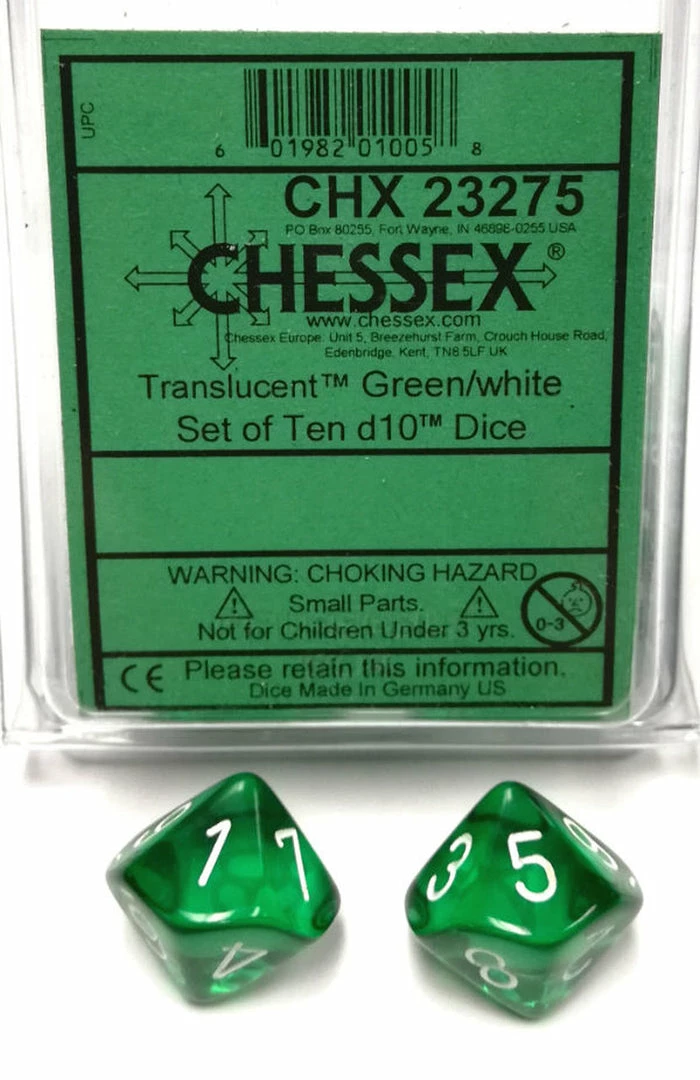 UPC
6 01982 01005 8
CHX 23275
PO Box 80255, Fort Wayne, IN 46898-0255 USA
CHESSEX®
www.chessex.com
Chessex Europe: Unit 5, Breezehurst Farm, Crouch House Road,
Edenbridge, Kent, TN8 5LF UK
Translucent™ Green/white
Set of Ten d10™ Dice
WARNING: CHOKING HAZARD
Small Parts.
0-3
Not for Children Under 3 yrs.
CE Please retain this information.
Dice Made In Germany US
1 7
3 5
4
8